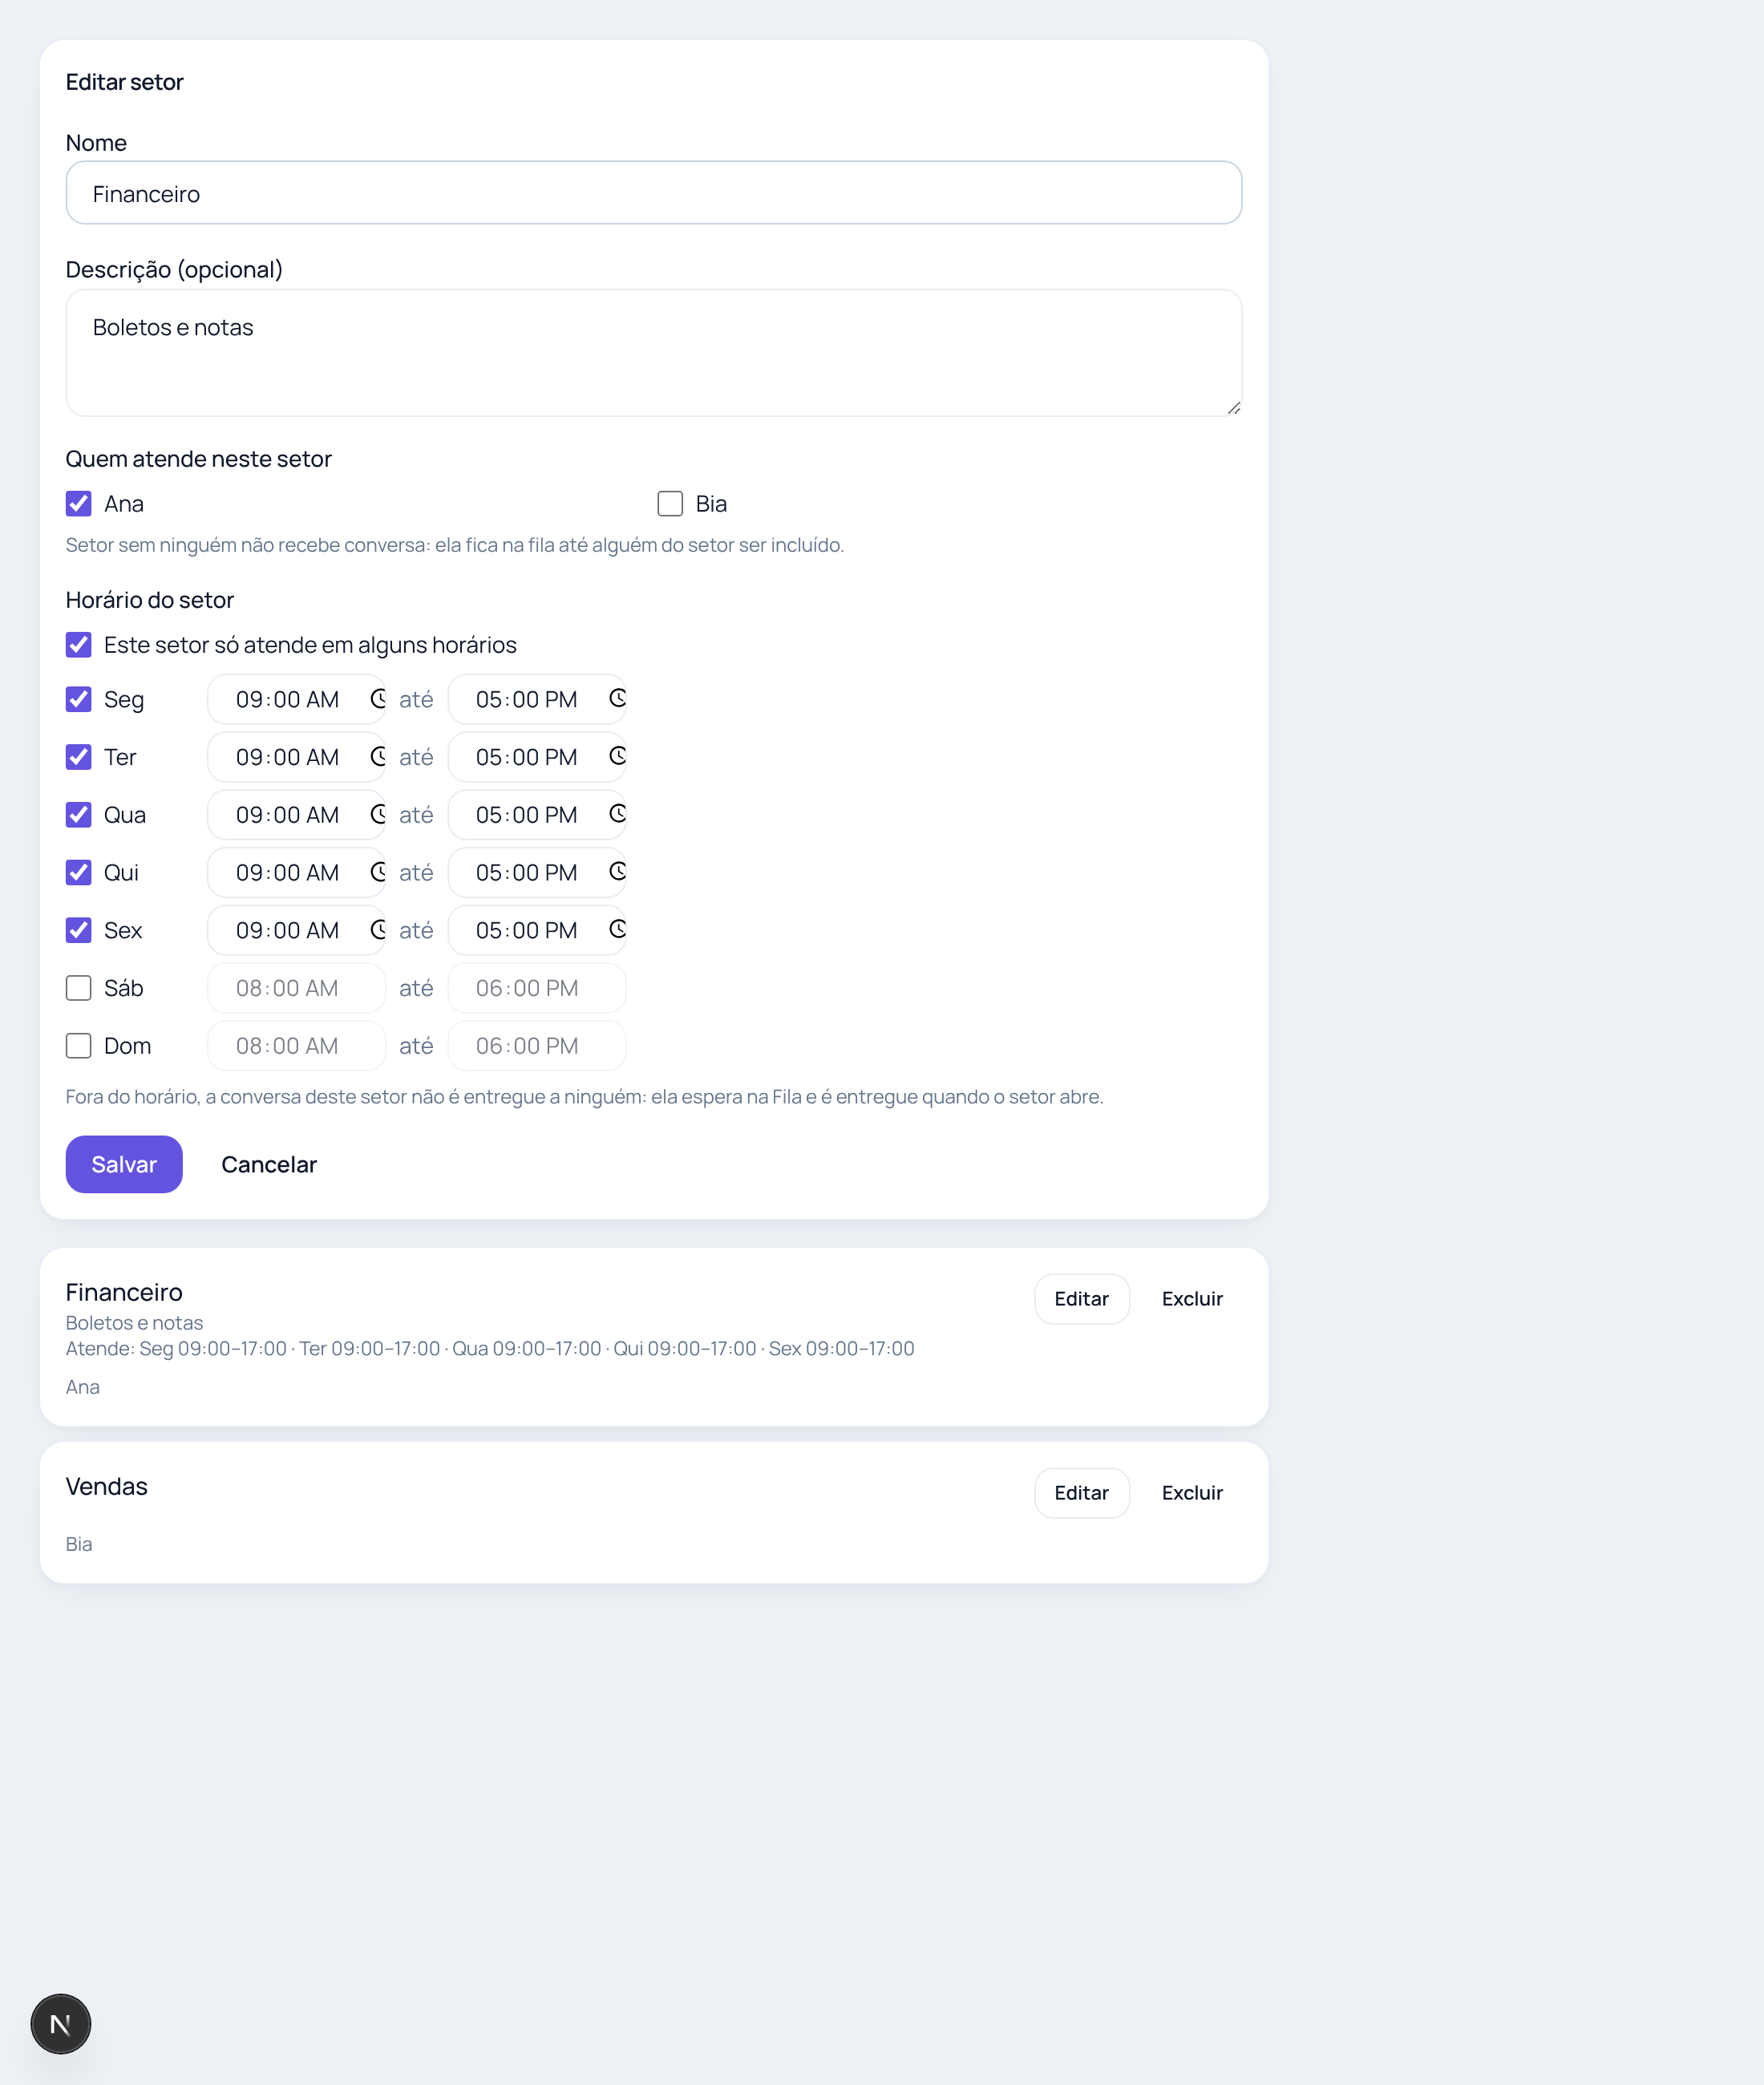 Editar setor
Nome
Financeiro
Descrição (opcional)
Boletos e notas
Quem atende neste setor
Ana Bia
Setor sem ninguém não recebe conversa: ela fica na fila até alguém do setor ser incluído.
Horário do setor
Este setor só atende em alguns horários
Seg 09:00 AM até 05:00 PM
Ter 09:00 AM até 05:00 PM
Qua 09:00 AM até 05:00 PM
Qui 09:00 AM até 05:00 PM
Sex 09:00 AM até 05:00 PM
Sáb 08:00 AM até 06:00 PM
Dom 08:00 AM até 06:00 PM
Fora do horário, a conversa deste setor não é entregue a ninguém: ela espera na Fila e é entregue quando o setor abre.
Salvar Cancelar
Financeiro Editar Excluir
Boletos e notas
Atende: Seg 09:00–17:00 · Ter 09:00–17:00 · Qua 09:00–17:00 · Qui 09:00–17:00 · Sex 09:00–17:00
Ana
Vendas Editar Excluir
Bia
N